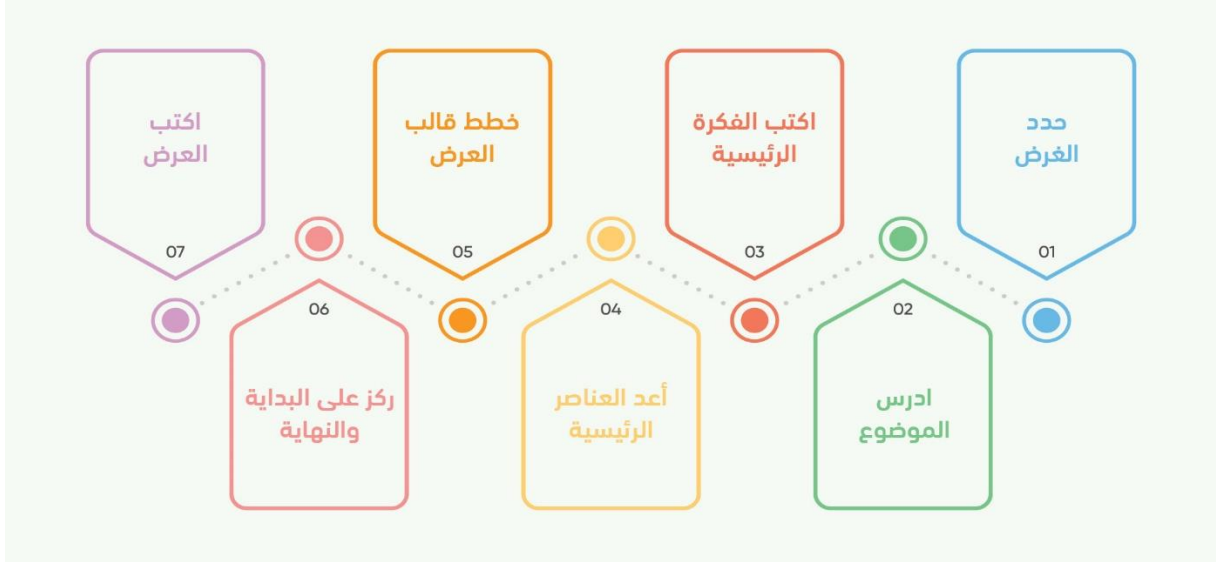 حدد
الغرض
01
02
ادرس
الموضوع
اكتب الفكرة
الرئيسية
03
04
أعد العناصر
الرئيسية
خطط قالب
العرض
05
06
ركز على البداية
والنهاية
اكتب
العرض
07